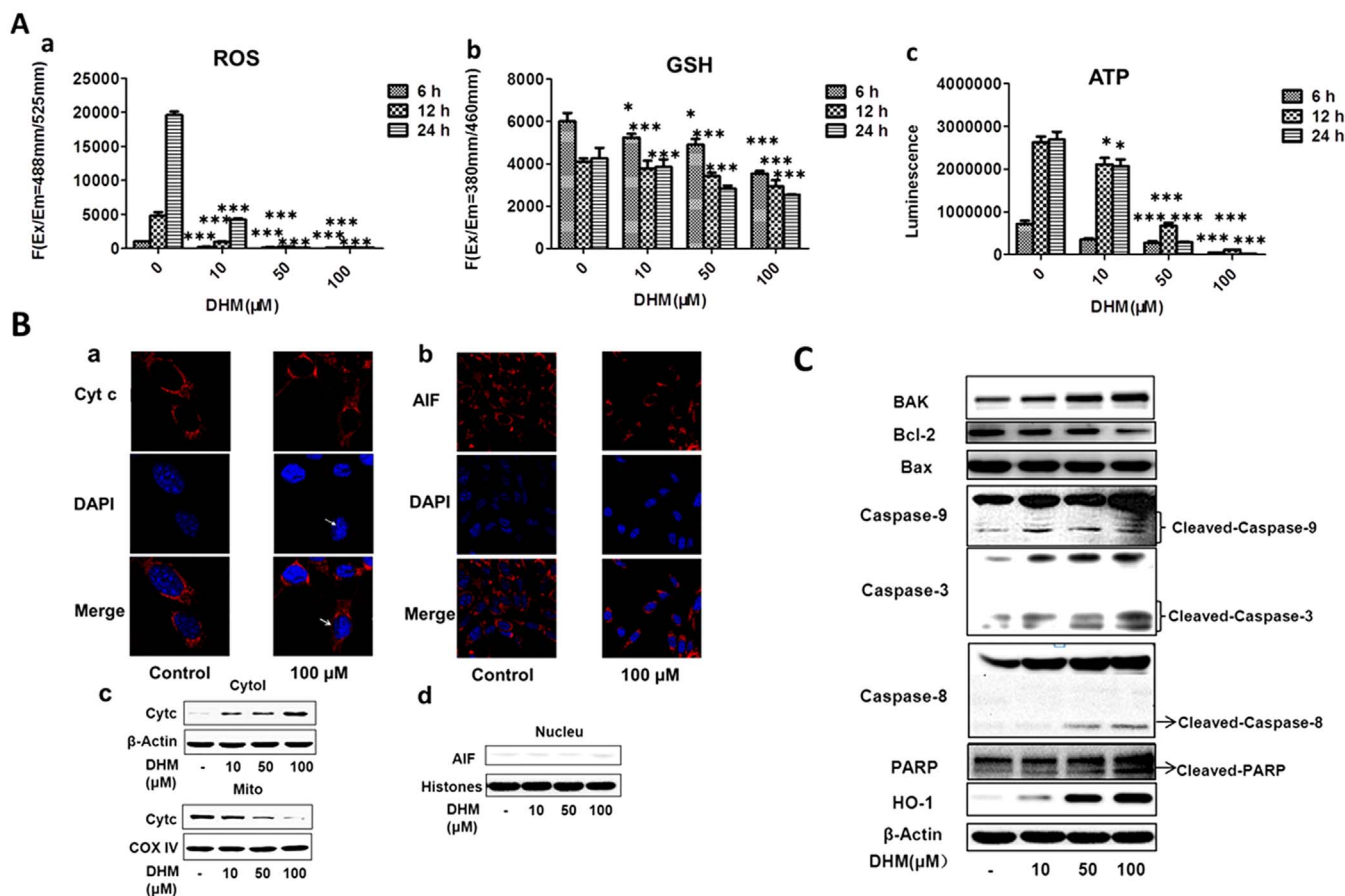 A
a
ROS
F(Ex/Em=488mm/525mm)
25000
20000
15000
10000
5000
0
***
***
***
***
***
***
***
***
***
0
10
50
100
DHM(μM)
6 h
12 h
24 h
b
GSH
F(Ex/Em=380mm/460mm)
8000
6000
4000
2000
0
*
***
***
*
***
***
***
***
***
0
10
50
100
DHM(μM)
6 h
12 h
24 h
c
ATP
Luminescence
4000000
3000000
2000000
1000000
0
*
*
***
***
***
***
***
***
0
10
50
100
DHM(μM)
6 h
12 h
24 h
B
a
Cyt c
DAPI
Merge
Control
100 μM
b
AIF
DAPI
Merge
Control
100 μM
c
Cytol
Cytc
β-Actin
DHM - 10 50 100
(μM)
Mito
Cytc
COX IV
DHM - 10 50 100
(μM)
d
Nucleu
AIF
Histones
DHM - 10 50 100
(μM)
C
BAK
Bcl-2
Bax
Caspase-9
Cleaved-Caspase-9
Caspase-3
Cleaved-Caspase-3
Caspase-8
Cleaved-Caspase-8
PARP
Cleaved-PARP
HO-1
β-Actin
DHM(μM) - 10 50 100